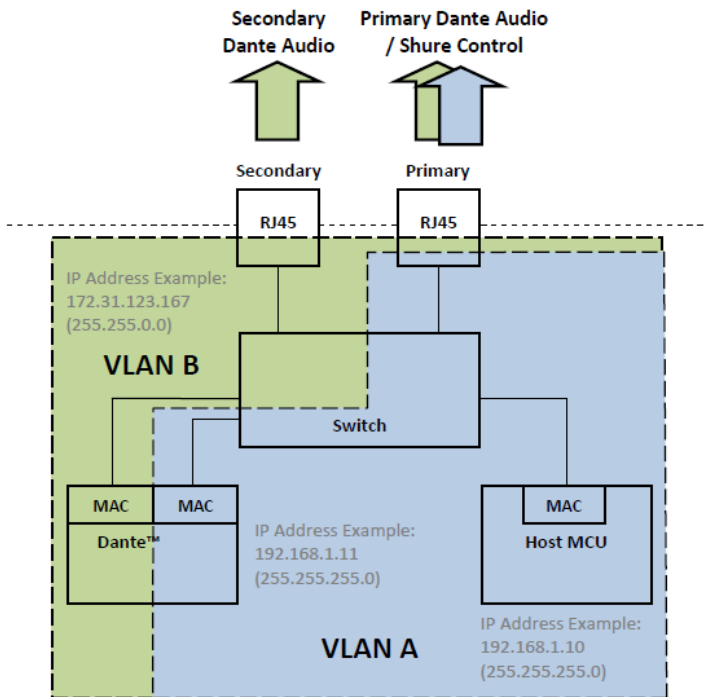 Secondary
Dante Audio
Primary Dante Audio
/ Shure Control
Secondary
Primary
RJ45
RJ45
IP Address Example:
172.31.123.167
(255.255.0.0)
VLAN B
Switch
MAC
MAC
Dante™
IP Address Example:
192.168.1.11
(255.255.255.0)
MAC
Host MCU
IP Address Example:
192.168.1.10
(255.255.255.0)
VLAN A